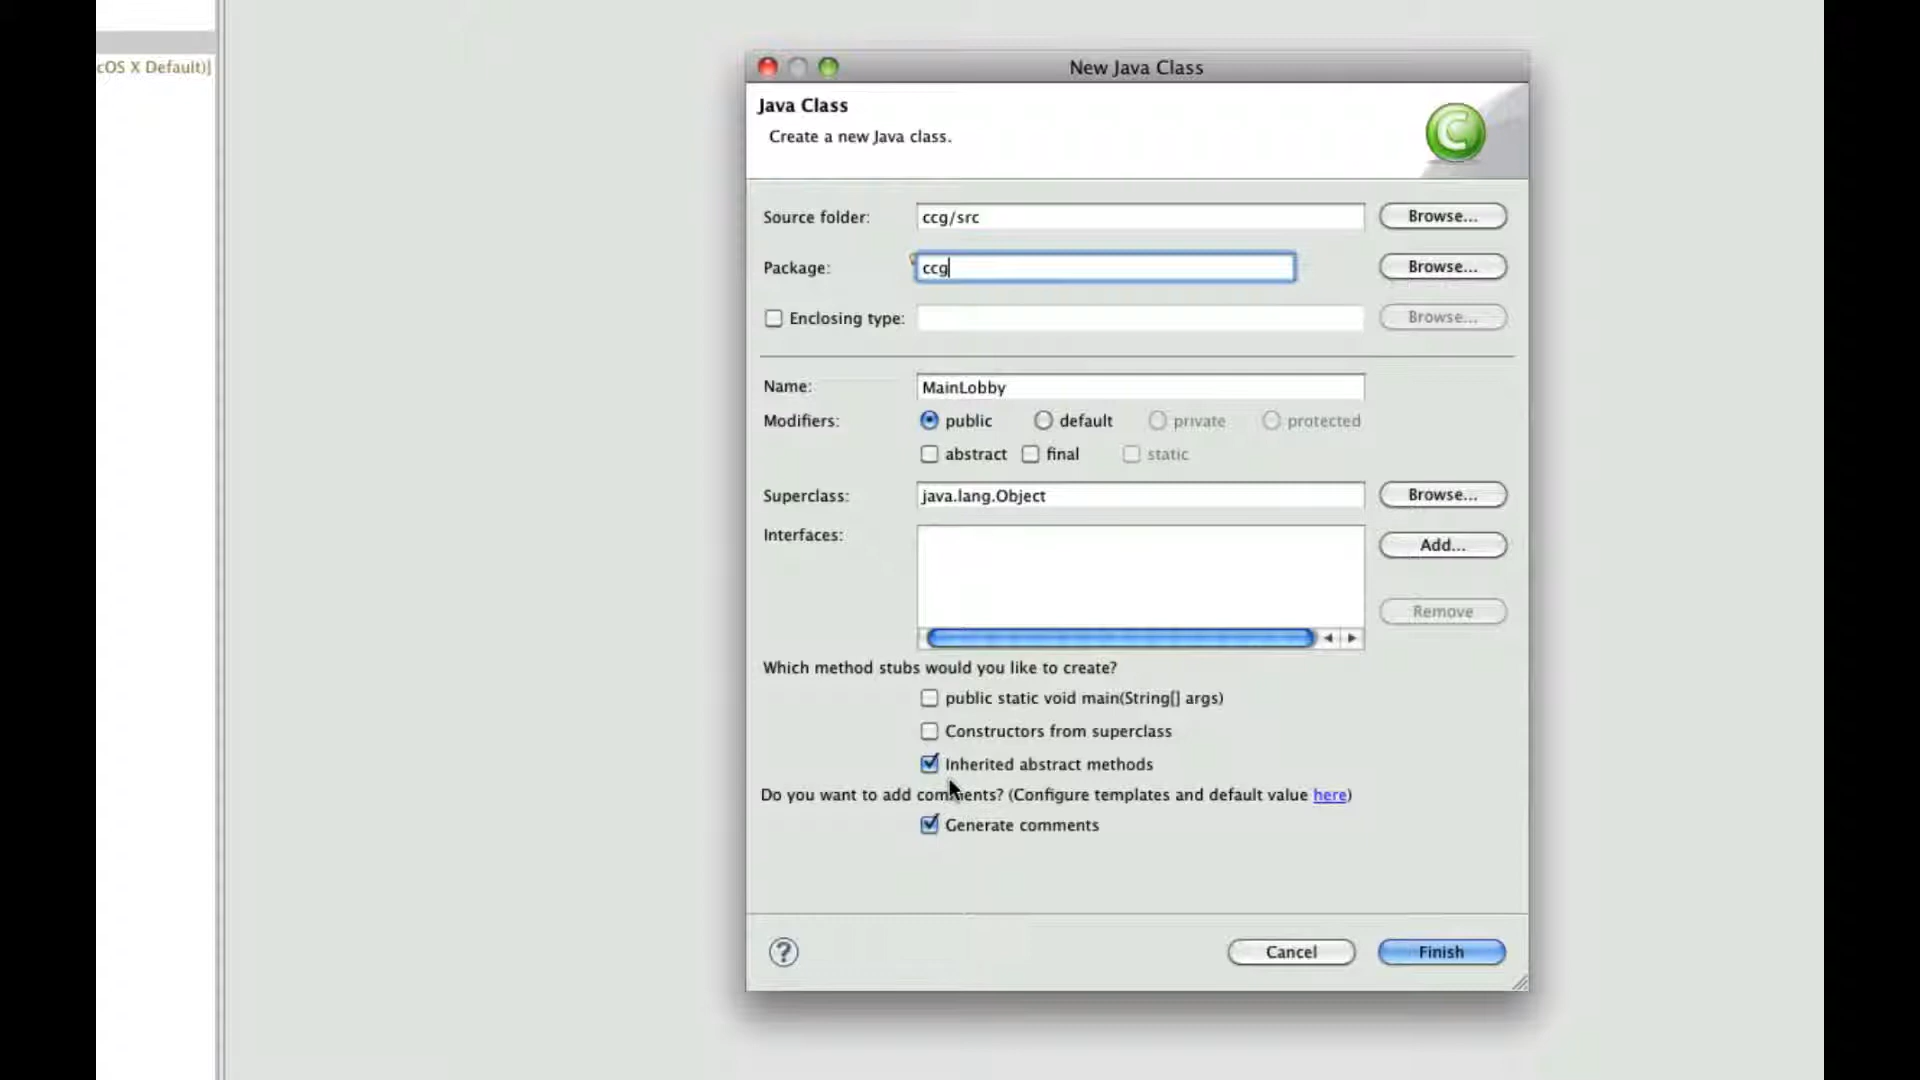 cOS X Default)]
New Java Class
Java Class
Create a new Java class.
C
Source folder: ccg/src Browse...
Package: ccg Browse...
Enclosing type: Browse...
Name: MainLobby
Modifiers: public default private protected
abstract final static
Superclass: java.lang.Object Browse...
Interfaces: Add...
Remove
Which method stubs would you like to create?
public static void main(String[] args)
Constructors from superclass
Inherited abstract methods
Do you want to add comments? (Configure templates and default value here)
Generate comments
? Cancel Finish